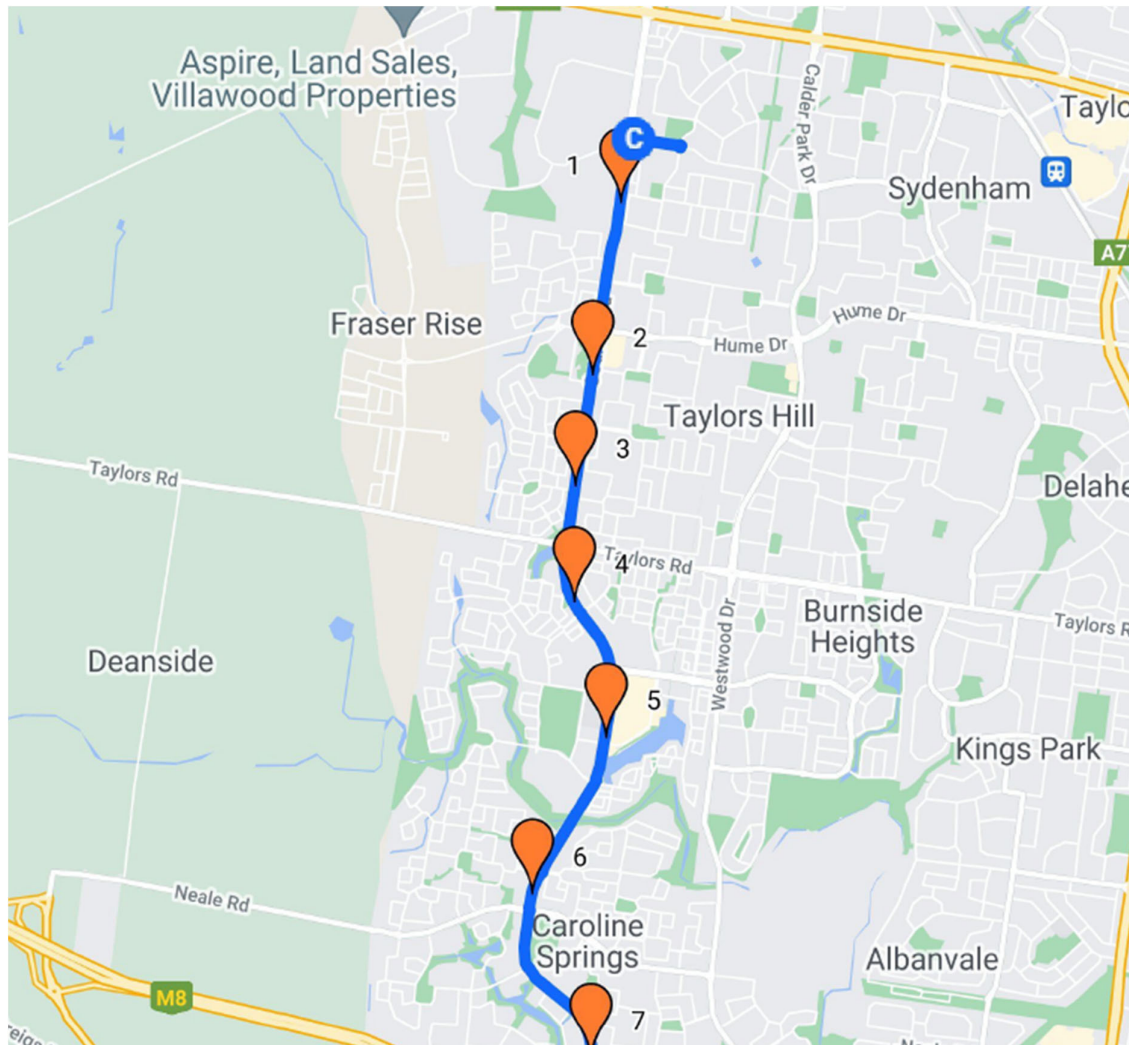 Aspire, Land Sales,
Villawood Properties
Calder Park Dr
Taylo
C
1
Sydenham
A7
Fraser Rise
2
Hume Dr
Hume Dr
Taylors Hill
3
Taylors Rd
Delahe
4
Taylors Rd
Burnside
Heights
Taylors R
Westwood Dr
Deanside
5
Kings Park
6
Neale Rd
Caroline
Springs
Albanvale
M8
7